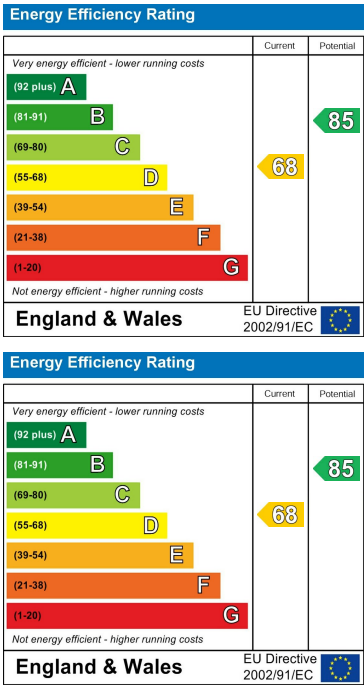 Energy Efficiency Rating
Current Potential
Very energy efficient - lower running costs
(92 plus) A
(81-91) B
85
(69-80) C
68
(55-68) D
(39-54) E
(21-38) F
(1-20) G
Not energy efficient - higher running costs
England & Wales
EU Directive
2002/91/EC
Energy Efficiency Rating
Current Potential
Very energy efficient - lower running costs
(92 plus) A
(81-91) B
85
(69-80) C
68
(55-68) D
(39-54) E
(21-38) F
(1-20) G
Not energy efficient - higher running costs
England & Wales
EU Directive
2002/91/EC